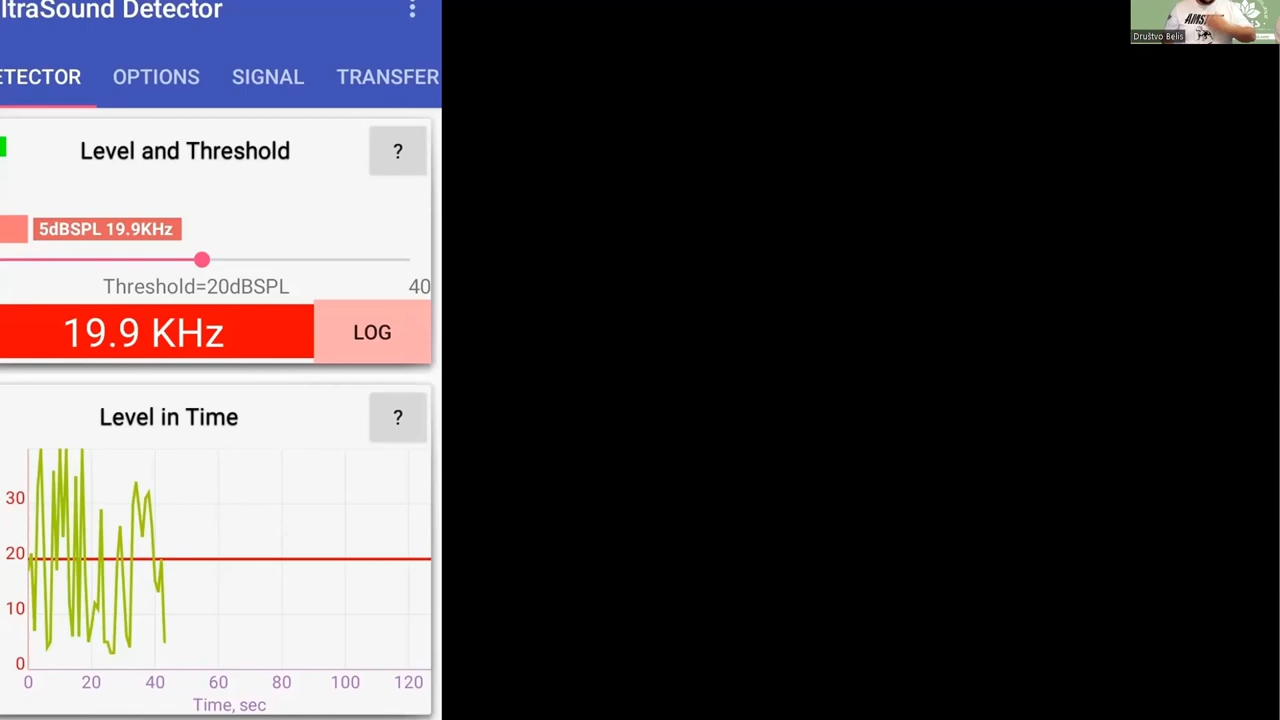 ltraSound Detector
ETECTOR OPTIONS SIGNAL TRANSFER
Level and Threshold ?
5dBSPL 19.9KHz
Threshold=20dBSPL 40
19.9 KHz LOG
Level in Time ?
30
20
10
0
0 20 40 60 80 100 120
Time, sec
Društvo Belis